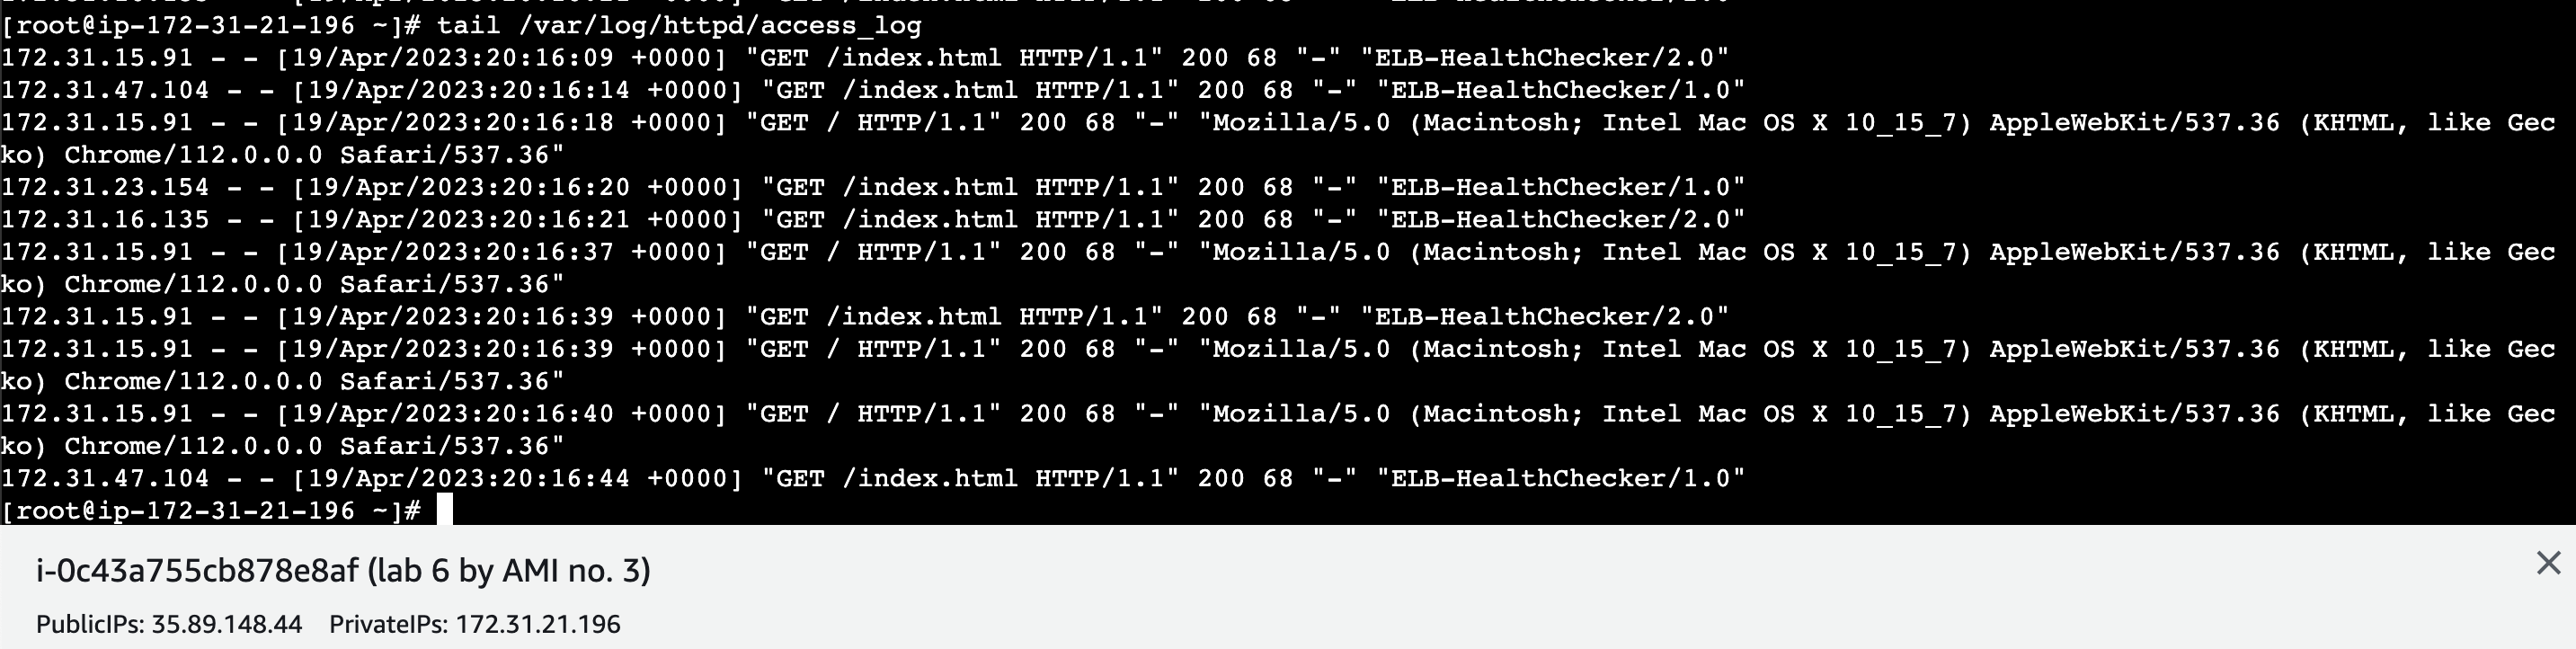 [root@ip-172-31-21-196 ~]# tail /var/log/httpd/access_log
172.31.15.91 - - [19/Apr/2023:20:16:09 +0000] "GET /index.html HTTP/1.1" 200 68 "-" "ELB-HealthChecker/2.0"
172.31.47.104 - - [19/Apr/2023:20:16:14 +0000] "GET /index.html HTTP/1.1" 200 68 "-" "ELB-HealthChecker/1.0"
172.31.15.91 - - [19/Apr/2023:20:16:18 +0000] "GET / HTTP/1.1" 200 68 "-" "Mozilla/5.0 (Macintosh; Intel Mac OS X 10_15_7) AppleWebKit/537.36 (KHTML, like Gec
ko) Chrome/112.0.0.0 Safari/537.36"
172.31.23.154 - - [19/Apr/2023:20:16:20 +0000] "GET /index.html HTTP/1.1" 200 68 "-" "ELB-HealthChecker/1.0"
172.31.16.135 - - [19/Apr/2023:20:16:21 +0000] "GET /index.html HTTP/1.1" 200 68 "-" "ELB-HealthChecker/2.0"
172.31.15.91 - - [19/Apr/2023:20:16:37 +0000] "GET / HTTP/1.1" 200 68 "-" "Mozilla/5.0 (Macintosh; Intel Mac OS X 10_15_7) AppleWebKit/537.36 (KHTML, like Gec
ko) Chrome/112.0.0.0 Safari/537.36"
172.31.15.91 - - [19/Apr/2023:20:16:39 +0000] "GET /index.html HTTP/1.1" 200 68 "-" "ELB-HealthChecker/2.0"
172.31.15.91 - - [19/Apr/2023:20:16:39 +0000] "GET / HTTP/1.1" 200 68 "-" "Mozilla/5.0 (Macintosh; Intel Mac OS X 10_15_7) AppleWebKit/537.36 (KHTML, like Gec
ko) Chrome/112.0.0.0 Safari/537.36"
172.31.15.91 - - [19/Apr/2023:20:16:40 +0000] "GET / HTTP/1.1" 200 68 "-" "Mozilla/5.0 (Macintosh; Intel Mac OS X 10_15_7) AppleWebKit/537.36 (KHTML, like Gec
ko) Chrome/112.0.0.0 Safari/537.36"
172.31.47.104 - - [19/Apr/2023:20:16:44 +0000] "GET /index.html HTTP/1.1" 200 68 "-" "ELB-HealthChecker/1.0"
[root@ip-172-31-21-196 ~]#
i-0c43a755cb878e8af (lab 6 by AMI no. 3)
PublicIPs: 35.89.148.44 PrivateIPs: 172.31.21.196